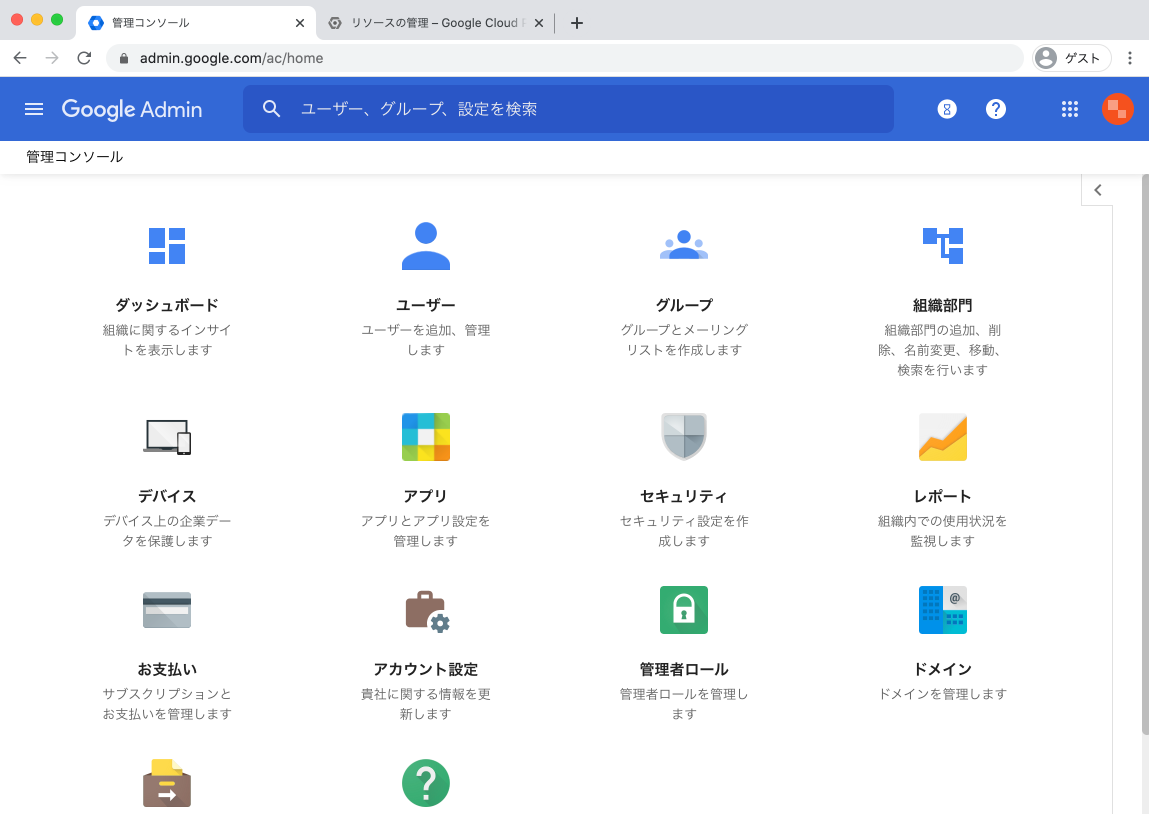 管理コンソール
リソースの管理 – Google Cloud P
admin.google.com/ac/home
ゲスト
Google Admin
ユーザー、グループ、設定を検索
管理コンソール
ダッシュボード
組織に関するインサイ
トを表示します
ユーザー
ユーザーを追加、管理
します
グループ
グループとメーリング
リストを作成します
組織部門
組織部門の追加、削
除、名前変更、移動、
検索を行います
デバイス
デバイス上の企業デー
タを保護します
アプリ
アプリとアプリ設定を
管理します
セキュリティ
セキュリティ設定を作
成します
レポート
組織内での使用状況を
監視します
お支払い
サブスクリプションと
お支払いを管理します
アカウント設定
貴社に関する情報を更
新します
管理者ロール
管理者ロールを管理し
ます
ドメイン
ドメインを管理します